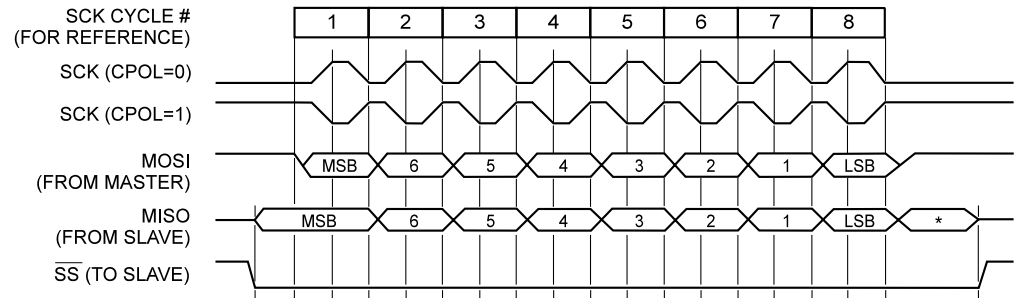 SCK CYCLE #
(FOR REFERENCE)
1 2 3 4 5 6 7 8
SCK (CPOL=0)
SCK (CPOL=1)
MOSI
(FROM MASTER)
MSB 6 5 4 3 2 1 LSB
MISO
(FROM SLAVE)
MSB 6 5 4 3 2 1 LSB *
SS (TO SLAVE)